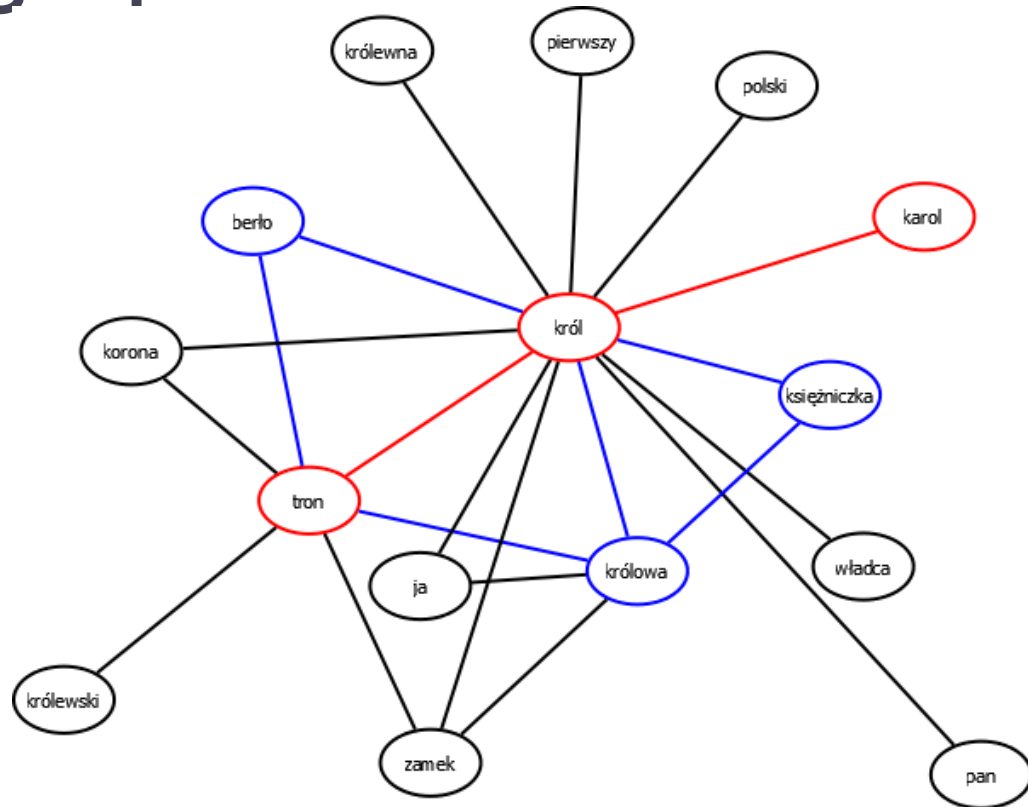 królewna
pierwszy
polski
berło
karol
król
korona
księżniczka
tron
ja
królowa
władca
królewski
zamek
pan